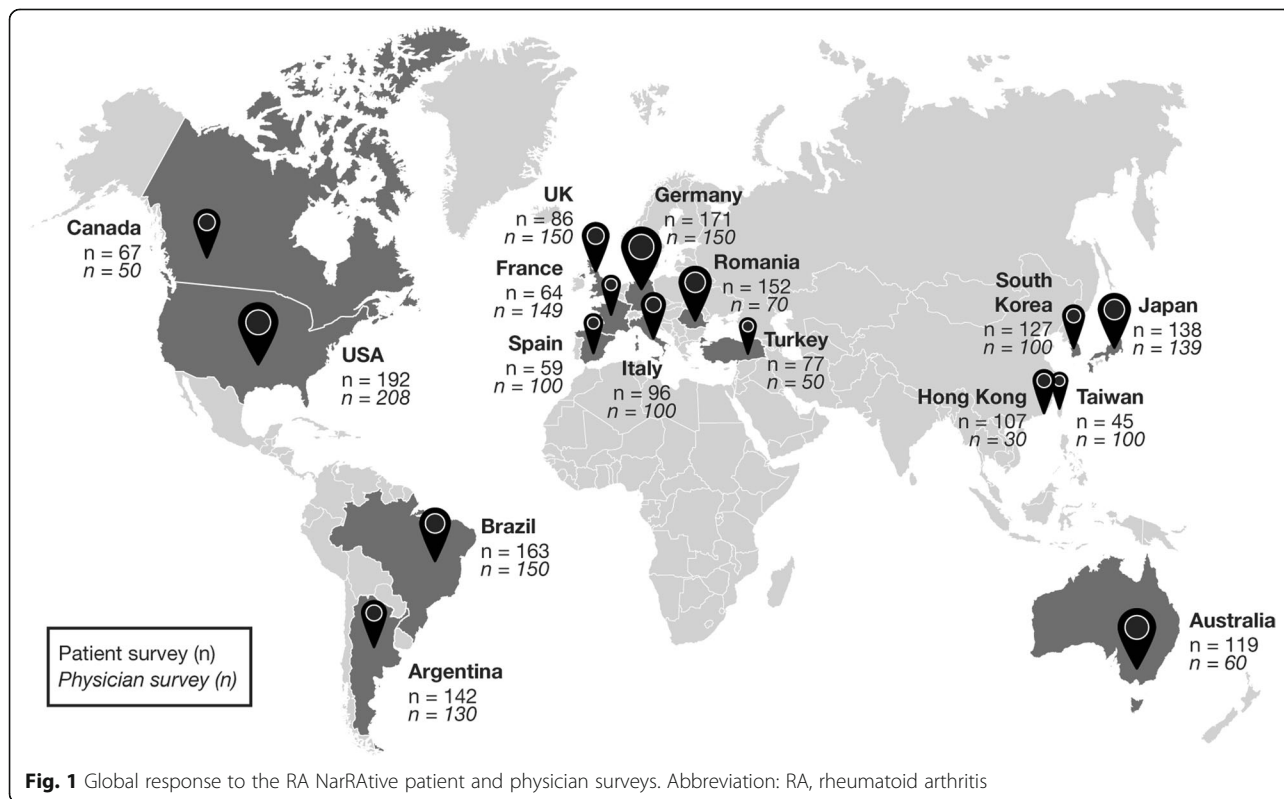 Canada
n = 67
n = 50
USA
n = 192
n = 208
UK
n = 86
n = 150
Germany
n = 171
n = 150
France
n = 64
n = 149
Romania
n = 152
n = 70
Spain
n = 59
n = 100
Italy
n = 96
n = 100
Turkey
n = 77
n = 50
South
Korea
n = 127
n = 100
Japan
n = 138
n = 139
Hong Kong
n = 107
n = 30
Taiwan
n = 45
n = 100
Brazil
n = 163
n = 150
Argentina
n = 142
n = 130
Australia
n = 119
n = 60
Patient survey (n)
Physician survey (n)
Fig. 1 Global response to the RA NarRAtive patient and physician surveys. Abbreviation: RA, rheumatoid arthritis